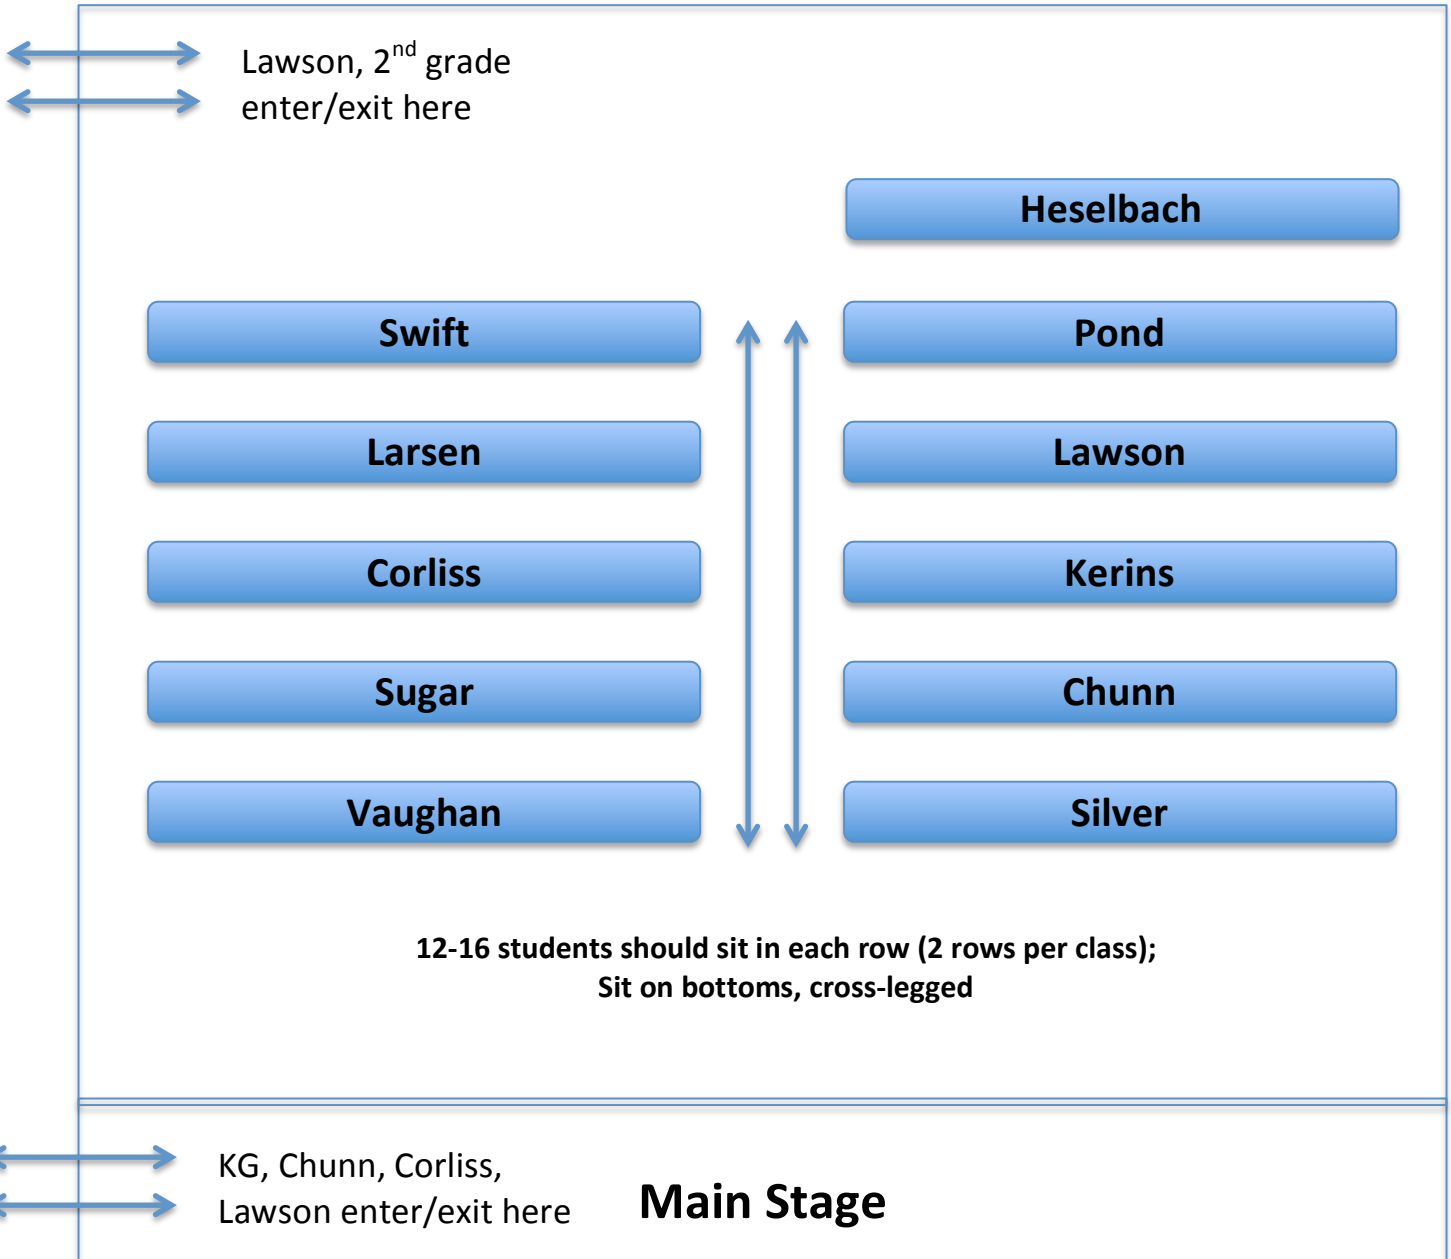 Lawson, 2nd grade
enter/exit here
Heselbach
Swift
Pond
Larsen
Lawson
Corliss
Kerins
Sugar
Chunn
Vaughan
Silver
12-16 students should sit in each row (2 rows per class);
Sit on bottoms, cross-legged
KG, Chunn, Corliss,
Lawson enter/exit here
Main Stage